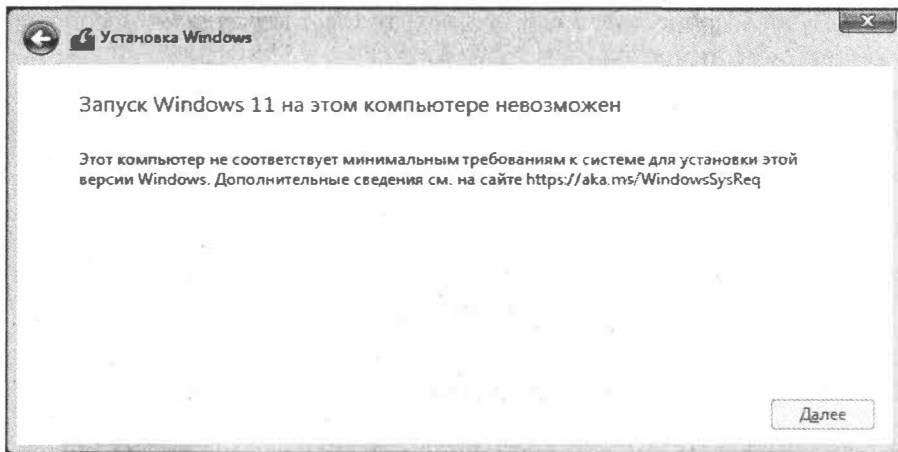 Установка Windows
Запуск Windows 11 на этом компьютере невозможен
Этот компьютер не соответствует минимальным требованиям к системе для установки этой
версии Windows. Дополнительные сведения см. на сайте https://aka.ms/WindowsSysReq
Далее